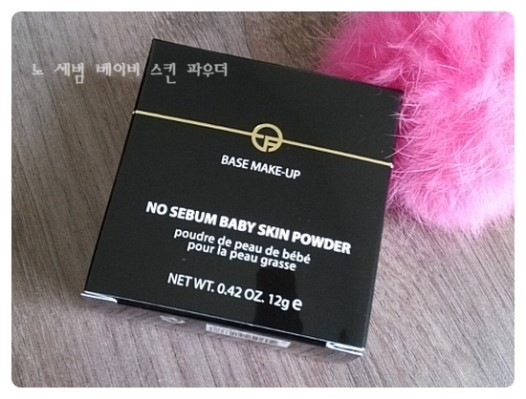 노 세범 베이비 스킨 파우더
BASE MAKE-UP
NO SEBUM BABY SKIN POWDER
poudre de peau de bébé
pour la peau grasse
NET WT. 0.42 OZ. 12g e